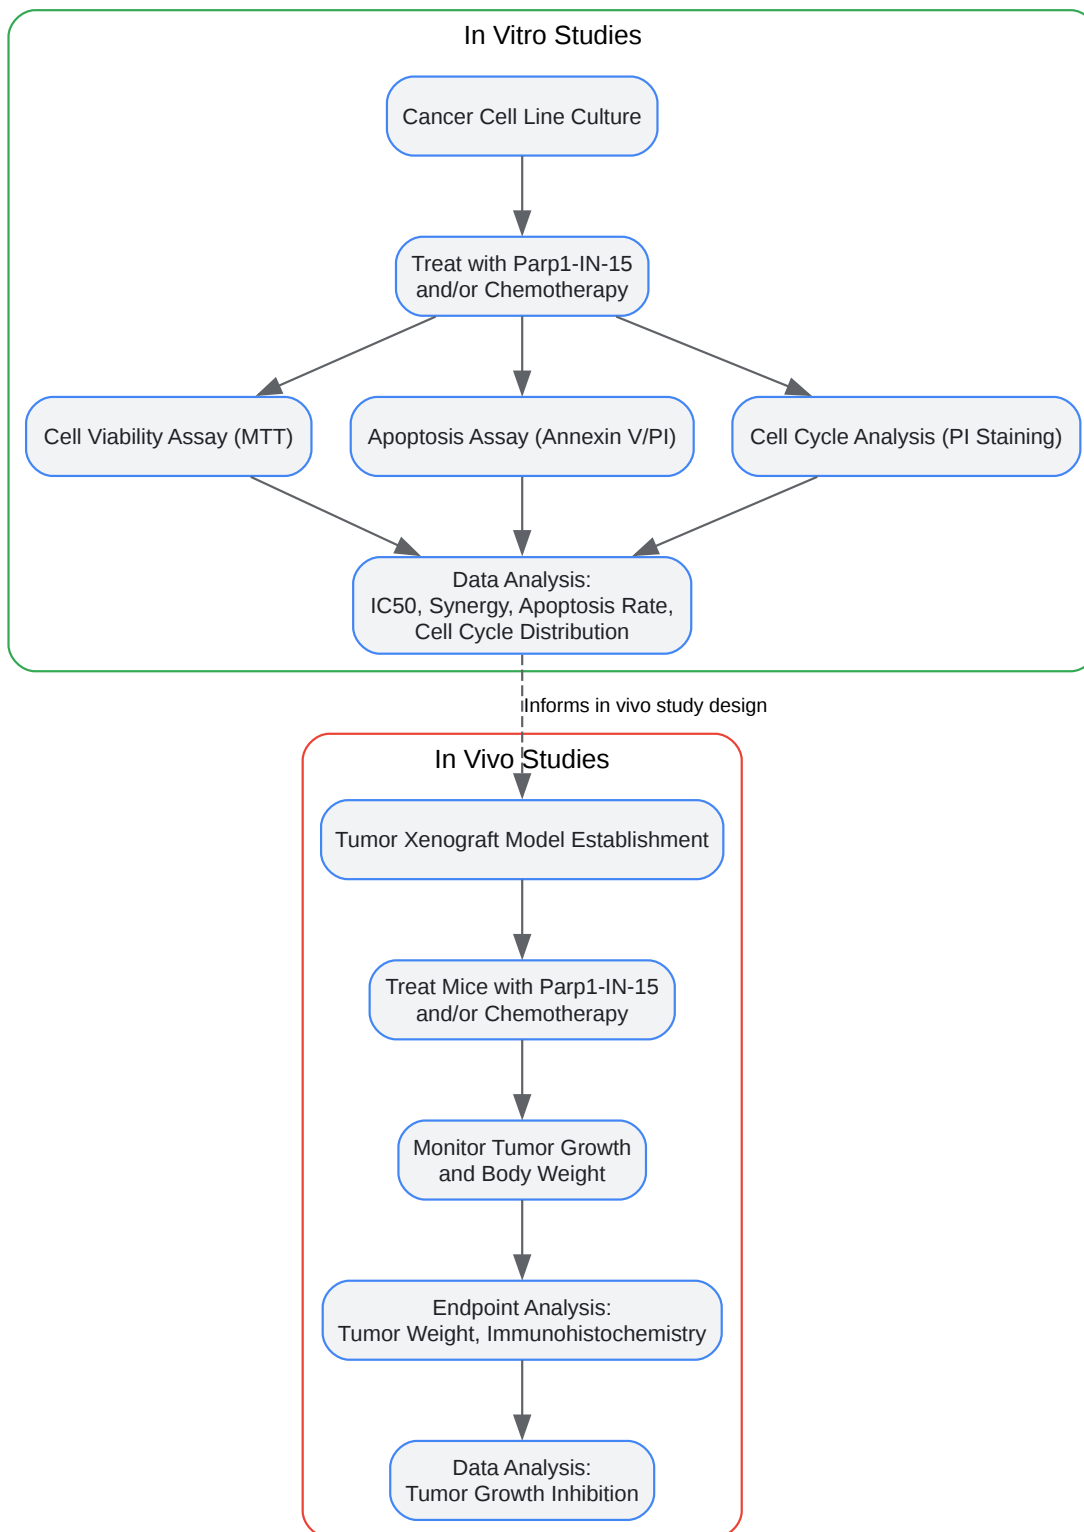 In Vitro Studies
Cancer Cell Line Culture
Treat with Parp1-IN-15
and/or Chemotherapy
Cell Viability Assay (MTT)
Apoptosis Assay (Annexin V/PI)
Cell Cycle Analysis (PI Staining)
Data Analysis:
IC50, Synergy, Apoptosis Rate,
Cell Cycle Distribution
Informs in vivo study design
In Vivo Studies
Tumor Xenograft Model Establishment
Treat Mice with Parp1-IN-15
and/or Chemotherapy
Monitor Tumor Growth
and Body Weight
Endpoint Analysis:
Tumor Weight, Immunohistochemistry
Data Analysis:
Tumor Growth Inhibition